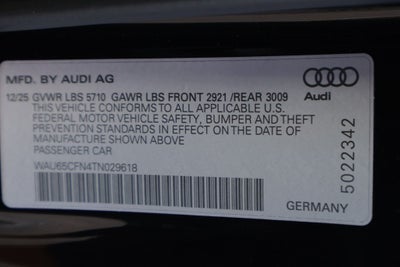 MFD. BY AUDI AG
12/25 GVWR LBS 5710 GAWR LBS FRONT 2921 /REAR 3009
THIS VEHICLE CONFORMS TO ALL APPLICABLE U.S.
FEDERAL MOTOR VEHICLE SAFETY, BUMPER AND THEFT
PREVENTION STANDARDS IN EFFECT ON THE DATE OF
MANUFACTURE SHOWN ABOVE
PASSENGER CAR
WAU65CFN4TN029618
Audi
5022342
GERMANY